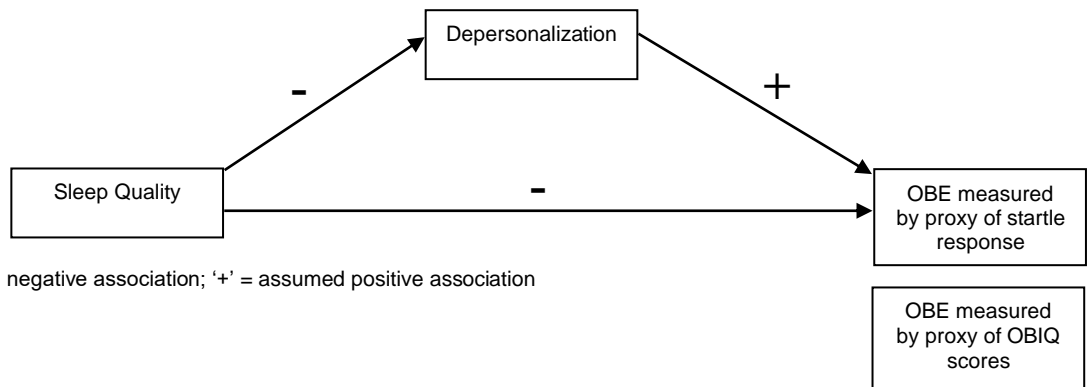 Depersonalization
-
+
Sleep Quality
-
OBE measured
by proxy of startle
response
negative association; ‘+’ = assumed positive association
OBE measured
by proxy of OBIQ
scores